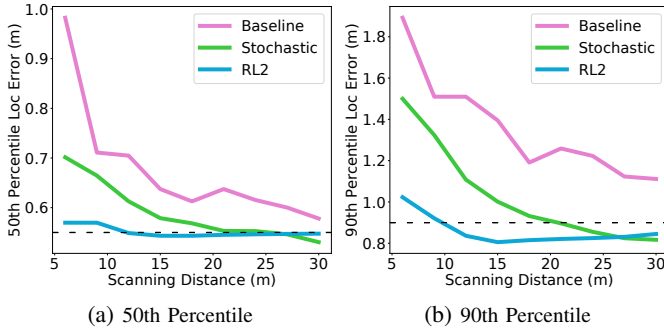 50th Percentile Loc Error (m)
1.0
0.9
0.8
0.7
0.6
Baseline
Stochastic
RL2
5 10 15 20 25 30
Scanning Distance (m)
(a) 50th Percentile
90th Percentile Loc Error (m)
1.8
1.6
1.4
1.2
1.0
0.8
Baseline
Stochastic
RL2
5 10 15 20 25 30
Scanning Distance (m)
(b) 90th Percentile